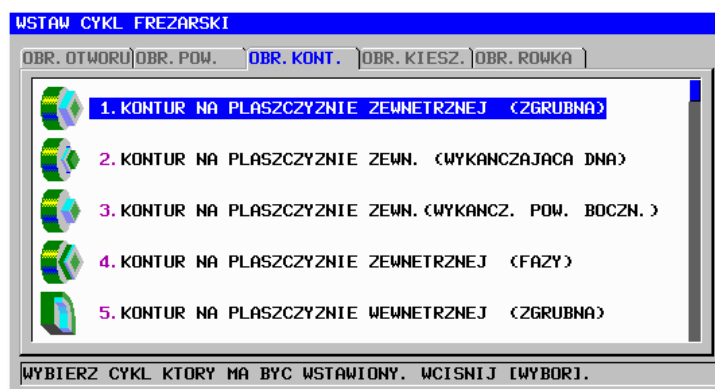 WSTAW CYKL FREZARSKI
OBR. OTWORU OBR. POW. OBR. KONT. OBR. KIESZ. OBR. ROWKA
1. KONTUR NA PLASZCZYZNIE ZEWNETRZNEJ (ZGRUBNA)
2. KONTUR NA PLASZCZYZNIE ZEWN. (WYKANCZAJACA DNA)
3. KONTUR NA PLASZCZYZNIE ZEWN.(WYKANCZ. POW. BOCZN.)
4. KONTUR NA PLASZCZYZNIE ZEWNETRZNEJ (FAZY)
5. KONTUR NA PLASZCZYZNIE WEWNETRZNEJ (ZGRUBNA)
WYBIERZ CYKL KTORY MA BYC WSTAWIONY. WCISNIJ [WYBOR].